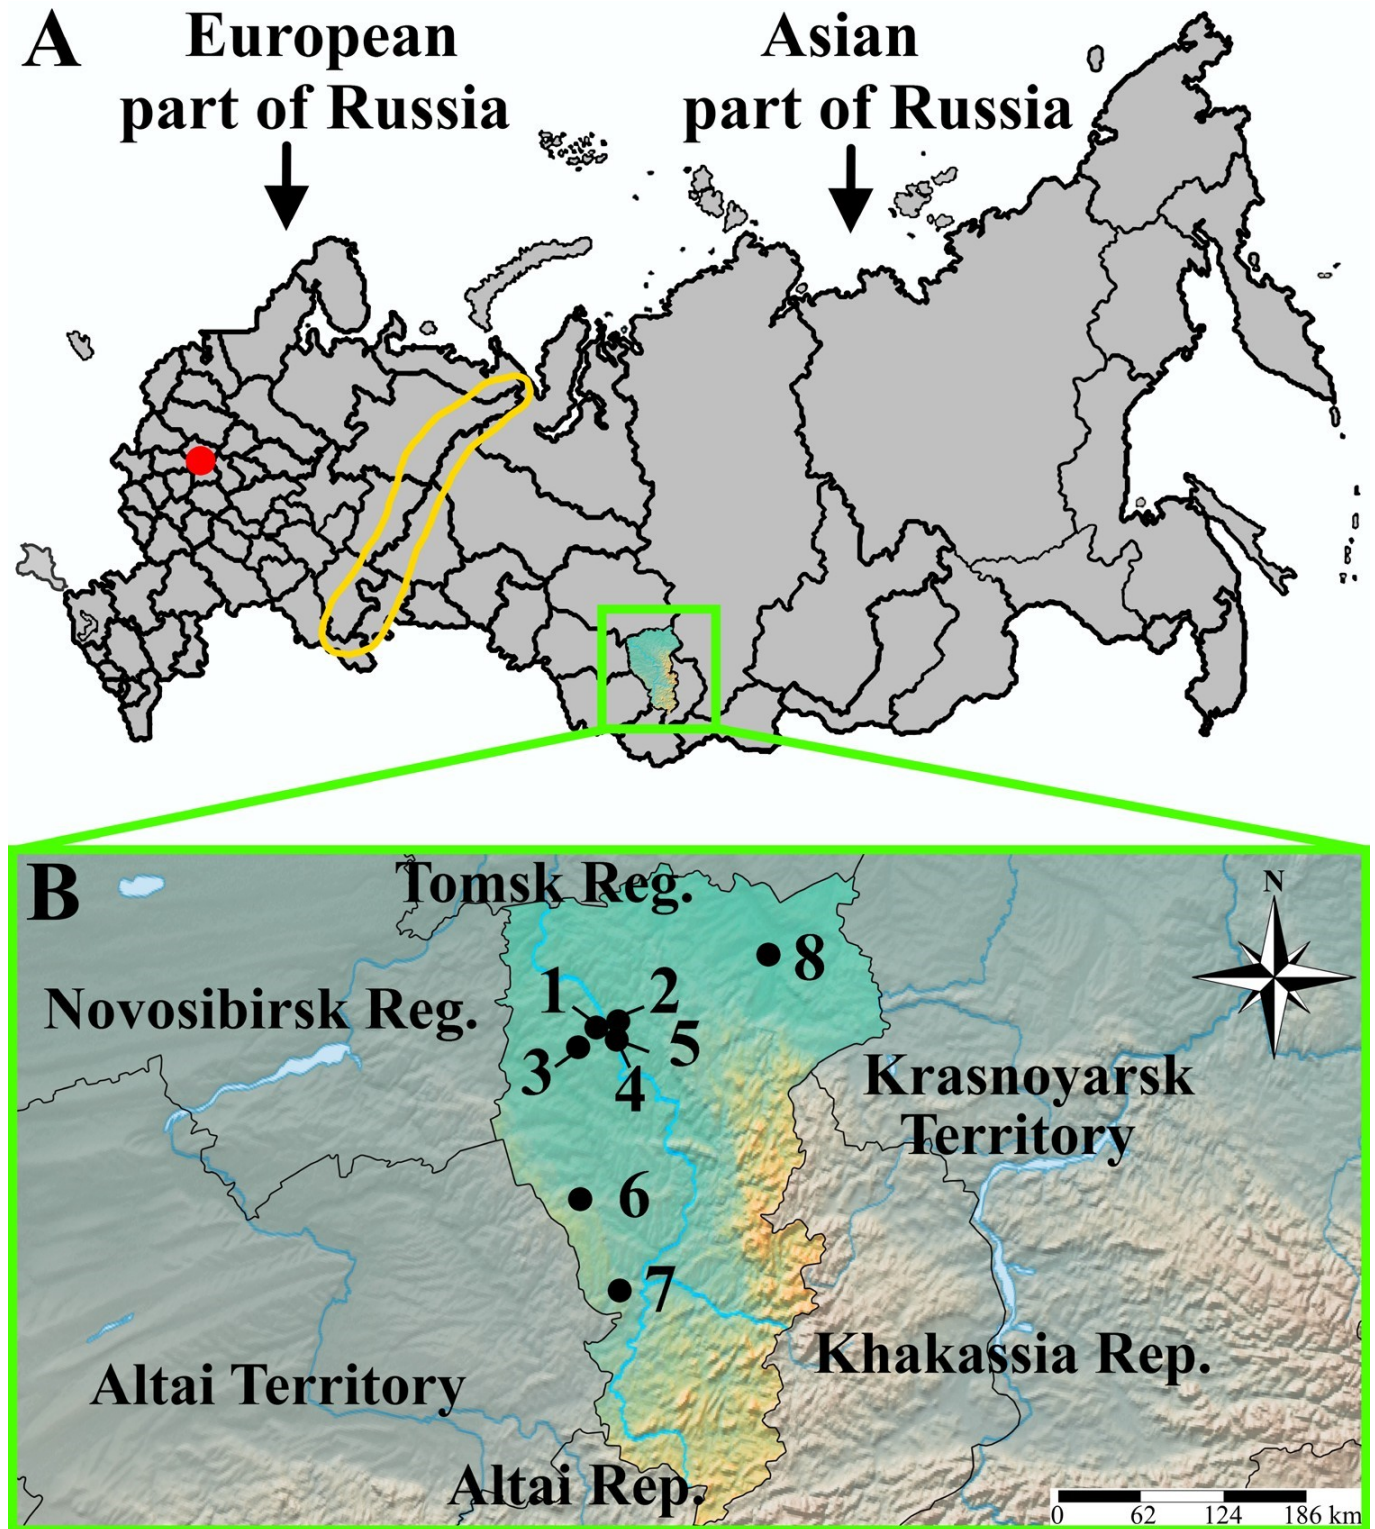 A
European
part of Russia
Asian
part of Russia
B
Tomsk Reg.
N
8
1
2
Novosibirsk Reg.
5
3
4
Krasnoyarsk
Territory
6
7
Khakassia Rep.
Altai Territory
Altai Rep.
0 62 124 186 km